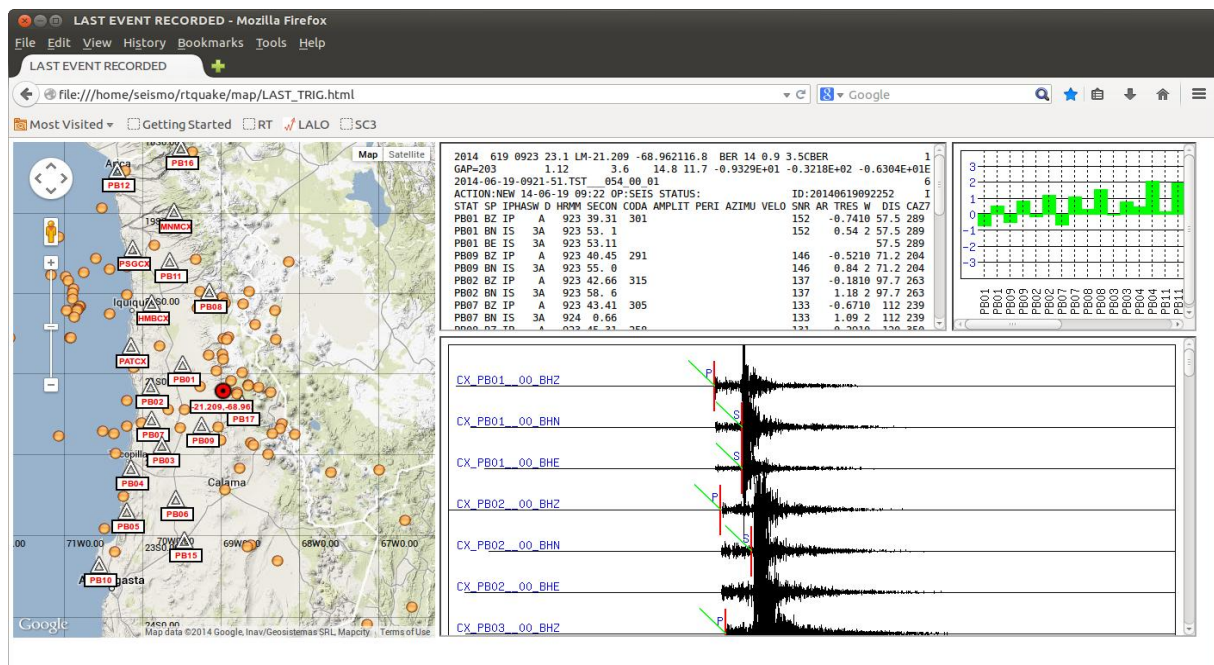 LAST EVENT RECORDED - Mozilla Firefox
File Edit View History Bookmarks Tools Help
LAST EVENT RECORDED
file:///home/seismo/rtquake/map/LAST_TRIG.html
Google
Most Visited
Getting Started
RT
LALO
SC3
Map Satellite
Arica
PB16
PB12
MNMCX
PSGCX
PB11
Iquique
PB08
HMBCX
PATCX
PB01
PB02
-21.209,-68.96
PB17
PB07
PB09
copilla
PB03
PB04
Calama
PB05
PB06
.00 71W0.00 69W0.00 68W0.00 67W0.00
PB15
PB10
Google
Map data ©2014 Google, Inav/Geosistemas SRL, Mapcity Terms of Use
2014 619 0923 23.1 LM-21.209 -68.962116.8 BER 14 0.9 3.5CBER 1
GAP=203 1.12 3.6 14.8 11.7 -0.9329E+01 -0.3218E+02 -0.6304E+01E
2014-06-19-0921-51.TST___054_00_01 6
ACTION:NEW 14-06-19 09:22 OP:SEIS STATUS: ID:20140619092252 I
STAT SP IPHASW D HRMM SECON CODA AMPLIT PERI AZIMU VELO SNR AR TRES W DIS CAZ7
PB01 BZ IP A 923 39.31 301 152 -0.7410 57.5 289
PB01 BN IS 3A 923 53. 1 152 0.54 2 57.5 289
PB01 BE IS 3A 923 53.11 57.5 289
PB09 BZ IP A 923 40.45 291 146 -0.5210 71.2 204
PB09 BN IS 3A 923 55. 0 146 0.84 2 71.2 204
PB02 BZ IP A 923 42.66 315 137 -0.1810 97.7 263
PB02 BN IS 3A 923 58. 6 137 1.18 2 97.7 263
PB07 BZ IP A 923 43.41 305 133 -0.6710 112 239
PB07 BN IS 3A 924 0.66 133 1.09 2 112 239
3
2
1
0
-1
-2
-3
PB01 PB01 PB09 PB09 PB02 PB02 PB07 PB07 PB08 PB08 PB03 PB03 PB04 PB04 PB11 PB11
CX_PB01__00_BHZ P
CX_PB01__00_BHN S
CX_PB01__00_BHE S
CX_PB02__00_BHZ P
CX_PB02__00_BHN S
CX_PB02__00_BHE
CX_PB03__00_BHZ P